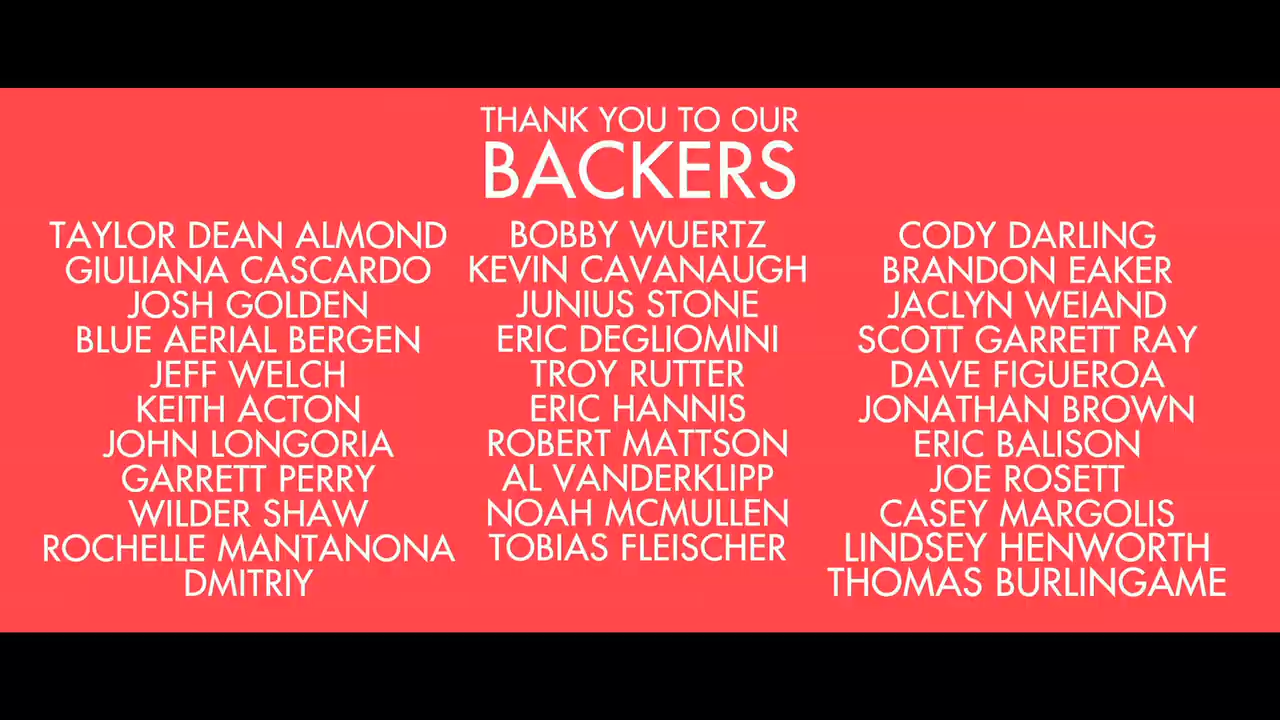 THANK YOU TO OUR
BACKERS
TAYLOR DEAN ALMOND
GIULIANA CASCARDO
JOSH GOLDEN
BLUE AERIAL BERGEN
JEFF WELCH
KEITH ACTON
JOHN LONGORIA
GARRETT PERRY
WILDER SHAW
ROCHELLE MANTANONA
DMITRIY
BOBBY WUERTZ
KEVIN CAVANAUGH
JUNIUS STONE
ERIC DEGLIOMINI
TROY RUTTER
ERIC HANNIS
ROBERT MATTSON
AL VANDERKLIPP
NOAH MCMULLEN
TOBIAS FLEISCHER
CODY DARLING
BRANDON EAKER
JACLYN WEIAND
SCOTT GARRETT RAY
DAVE FIGUEROA
JONATHAN BROWN
ERIC BALISON
JOE ROSETT
CASEY MARGOLIS
LINDSEY HENWORTH
THOMAS BURLINGAME